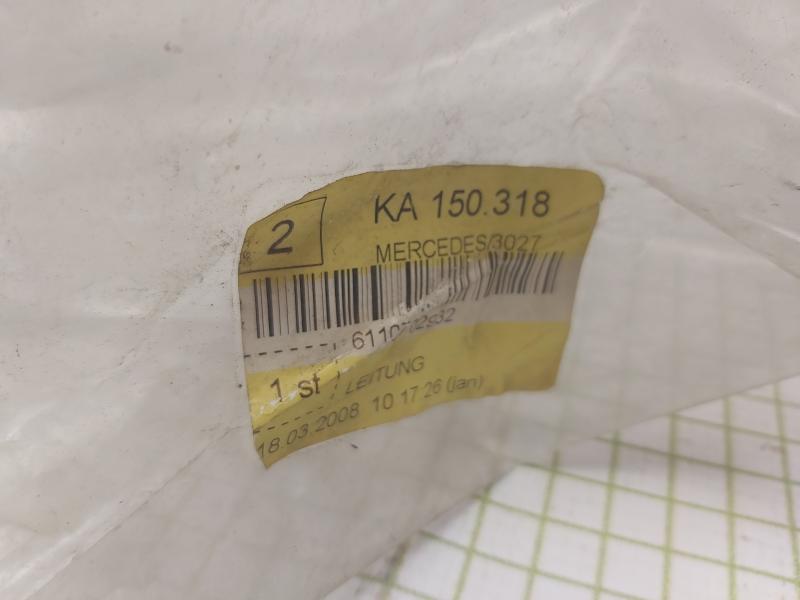 2
KA 150.318
MERCEDES/3027
1 st
LEITUNG
18.03.2008 10 17 26 (jan)